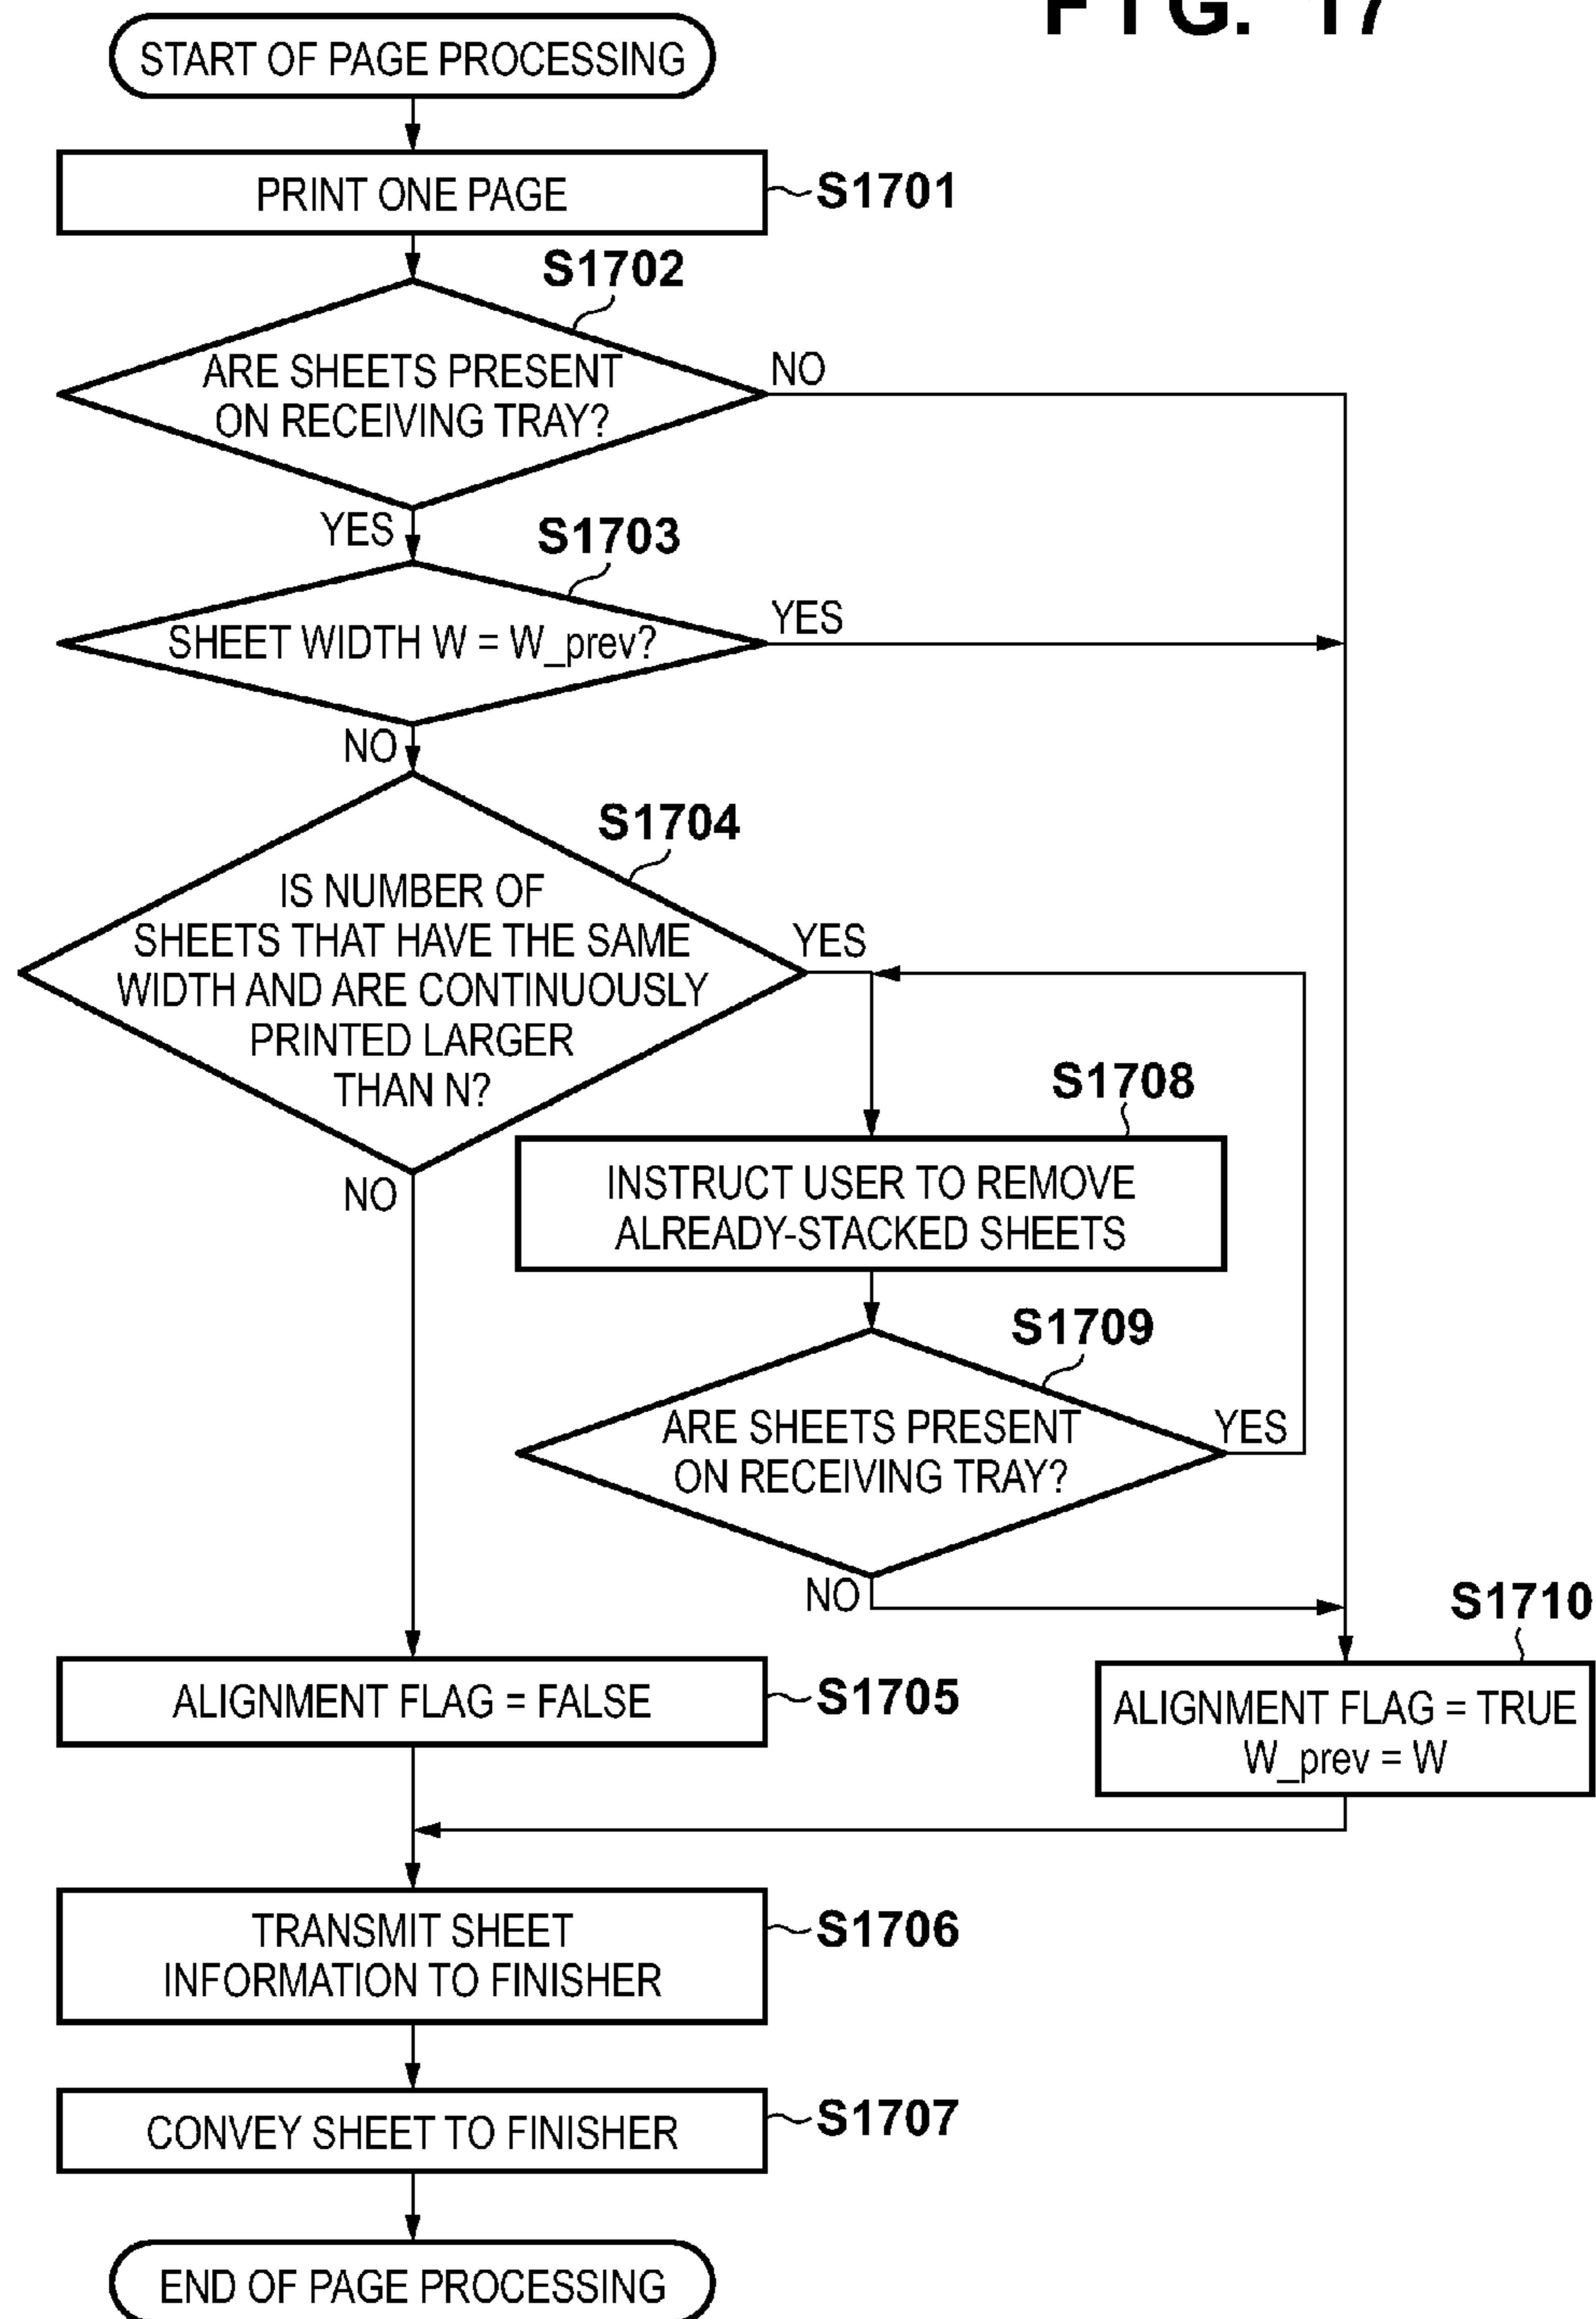 FIG. 17
START OF PAGE PROCESSING
PRINT ONE PAGE
S1701
S1702
ARE SHEETS PRESENT
ON RECEIVING TRAY?
NO
YES
S1703
SHEET WIDTH W = W_prev?
YES
NO
S1704
IS NUMBER OF
SHEETS THAT HAVE THE SAME
WIDTH AND ARE CONTINUOUSLY
PRINTED LARGER
THAN N?
YES
NO
S1708
INSTRUCT USER TO REMOVE
ALREADY-STACKED SHEETS
S1709
ARE SHEETS PRESENT
ON RECEIVING TRAY?
YES
NO
S1710
ALIGNMENT FLAG = TRUE
W_prev = W
ALIGNMENT FLAG = FALSE
S1705
TRANSMIT SHEET
INFORMATION TO FINISHER
S1706
CONVEY SHEET TO FINISHER
S1707
END OF PAGE PROCESSING